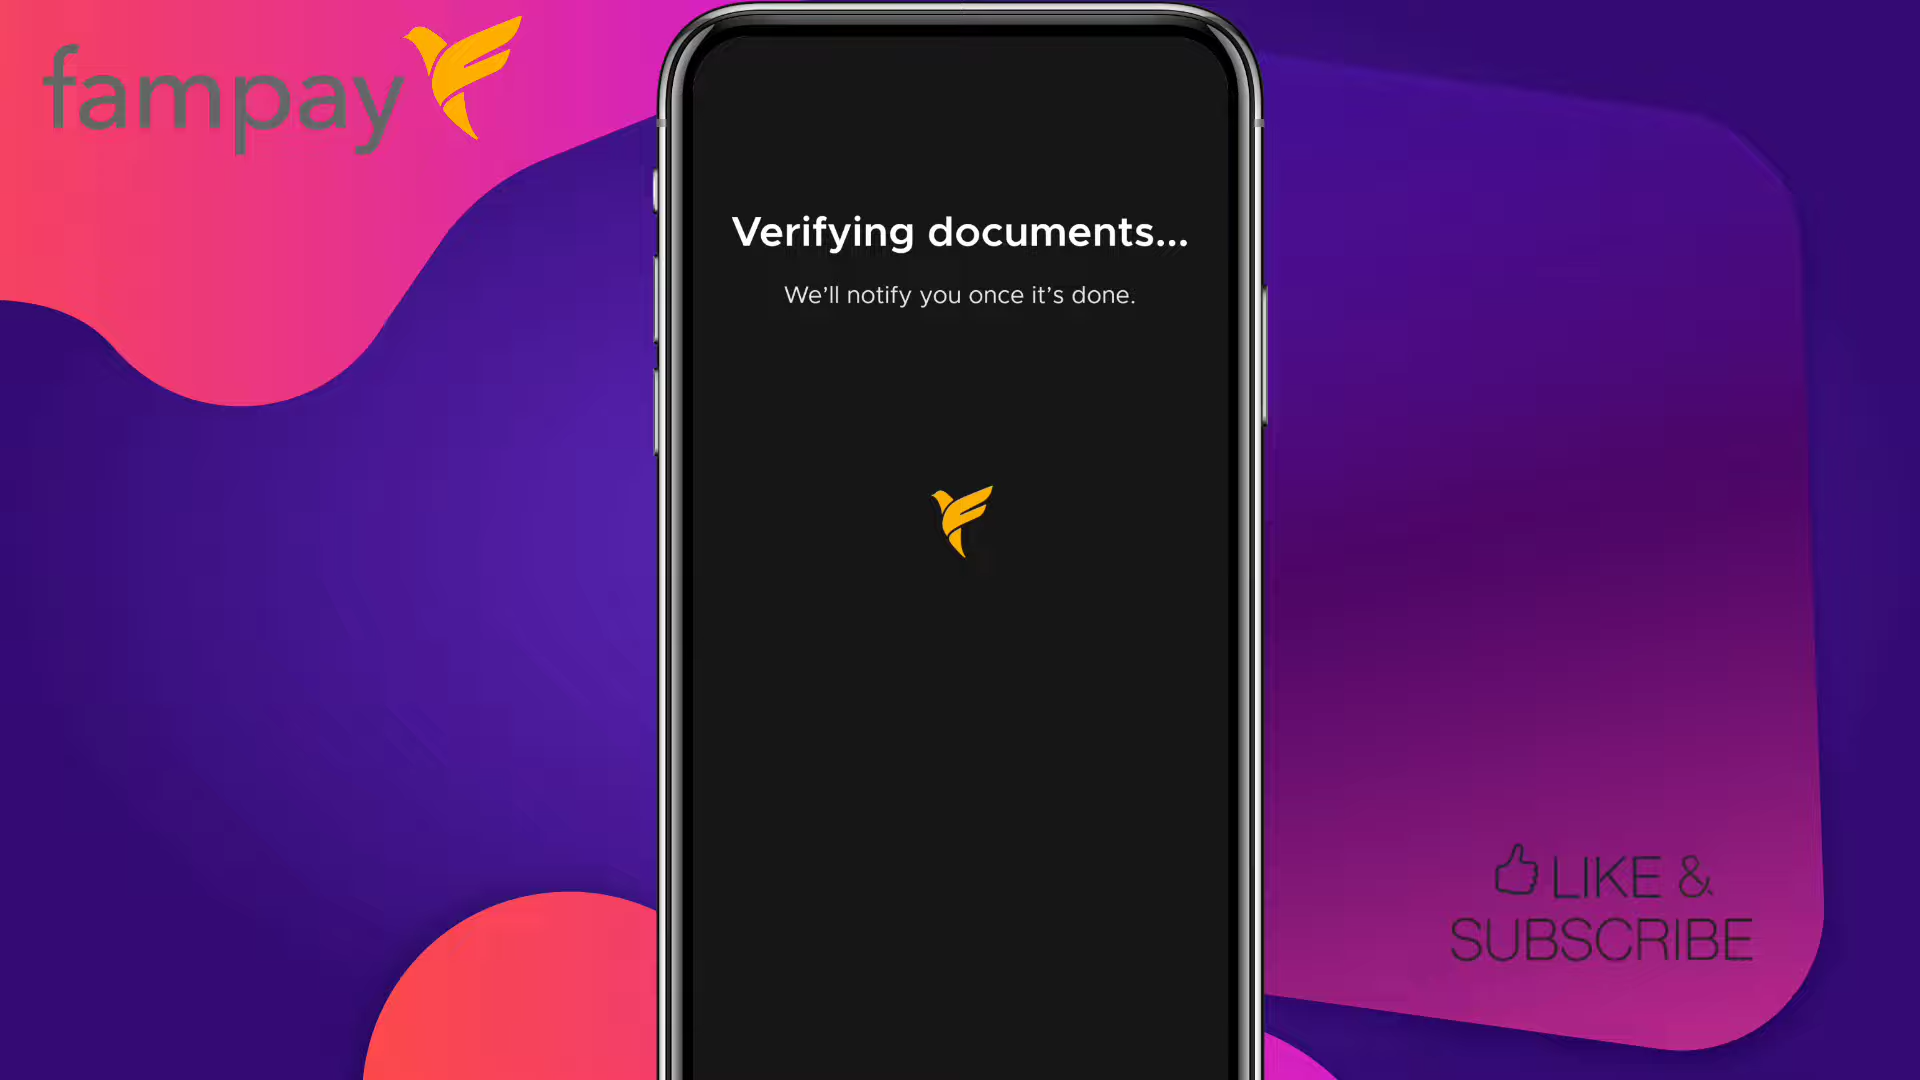 fampay
Verifying documents...
We’ll notify you once it’s done.
LIKE &
SUBSCRIBE